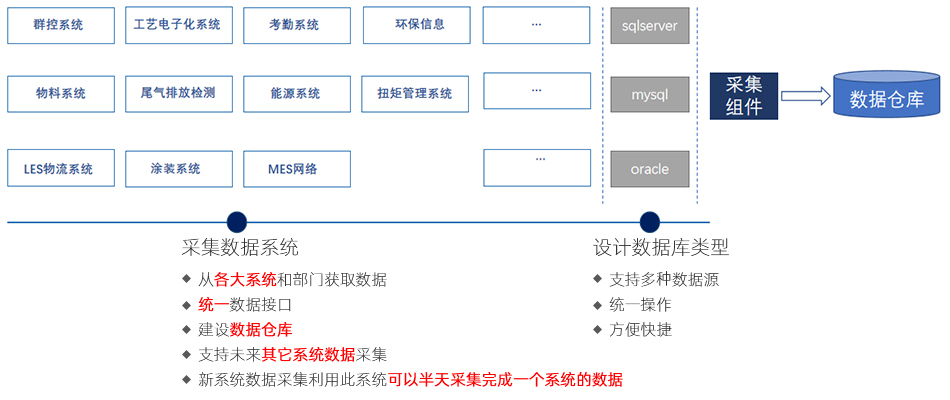 群控系统
工艺电子化系统
考勤系统
环保信息
...
sqlserver
物料系统
尾气排放检测
能源系统
扭矩管理系统
...
mysql
采集
组件
数据仓库
LES物流系统
涂装系统
MES网络
...
oracle
采集数据系统
从各大系统和部门获取数据
统一数据接口
建设数据仓库
支持未来其它系统数据采集
新系统数据采集利用此系统可以半天采集完成一个系统的数据
设计数据库类型
支持多种数据源
统一操作
方便快捷